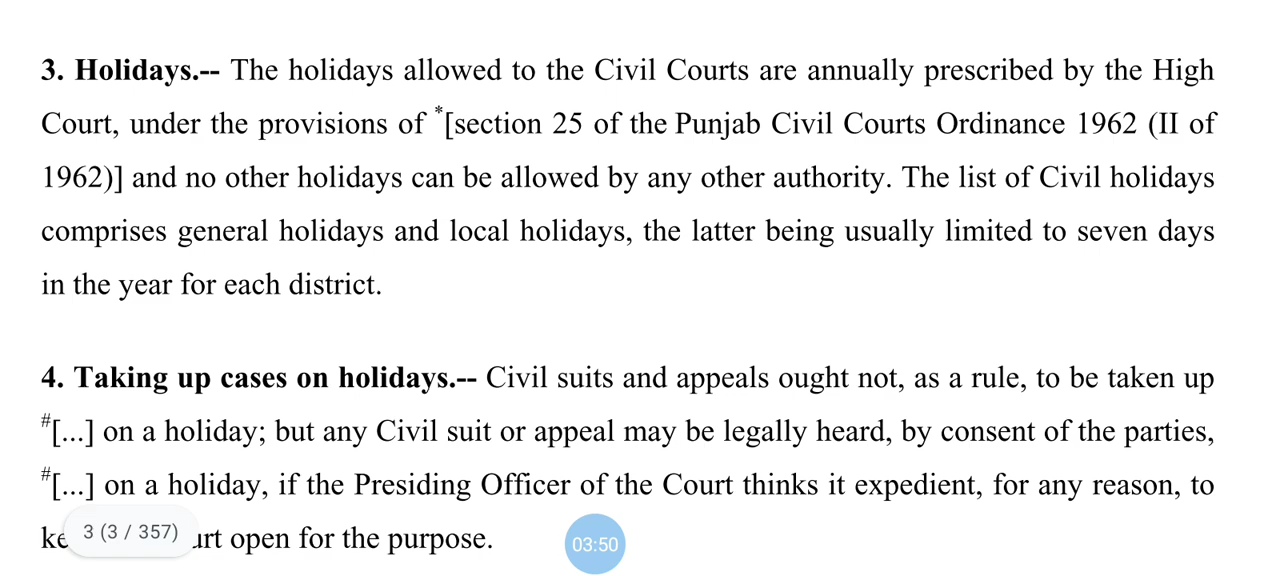 3. Holidays.-- The holidays allowed to the Civil Courts are annually prescribed by the High
Court, under the provisions of *[section 25 of the Punjab Civil Courts Ordinance 1962 (II of
1962)] and no other holidays can be allowed by any other authority. The list of Civil holidays
comprises general holidays and local holidays, the latter being usually limited to seven days
in the year for each district.
4. Taking up cases on holidays.-- Civil suits and appeals ought not, as a rule, to be taken up
#[...] on a holiday; but any Civil suit or appeal may be legally heard, by consent of the parties,
#[...] on a holiday, if the Presiding Officer of the Court thinks it expedient, for any reason, to
open for the purpose.
3 (3 / 357)
03:50